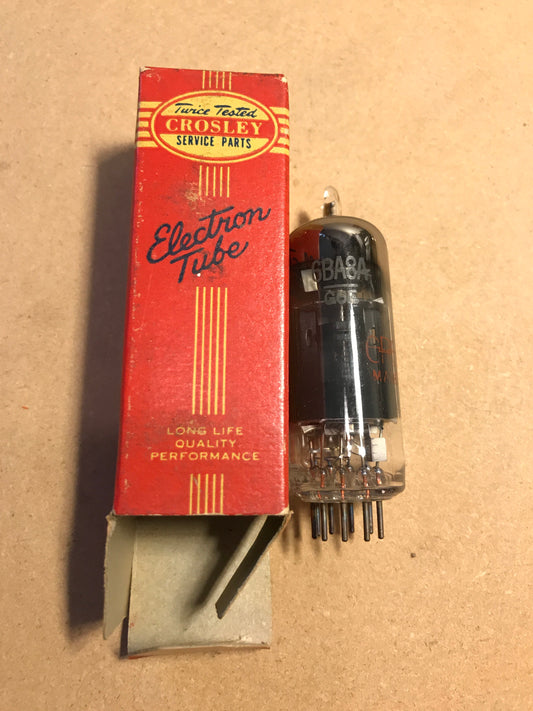 Twice Tested
CROSLEY
SERVICE PARTS
Electron
Tube
LONG LIFE
QUALITY
PERFORMANCE
6BA8A